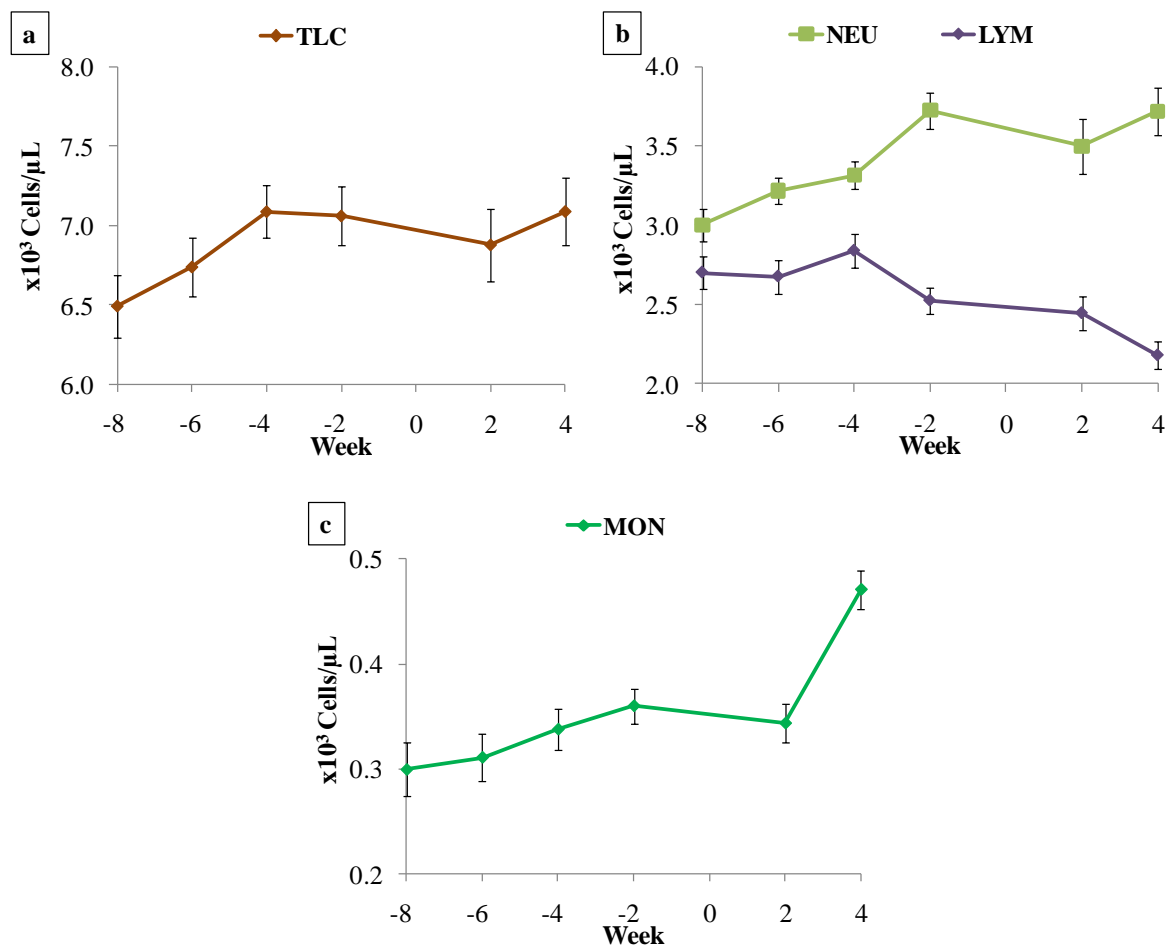 a
TLC
8.0
7.5
7.0
6.5
6.0
x10³ Cells/µL
-8 -6 -4 -2 0 2 4
Week
b
NEU LYM
4.0
3.5
3.0
2.5
2.0
x10³ Cells/µL
-8 -6 -4 -2 0 2 4
Week
c
MON
0.5
0.4
0.3
0.2
x10³ Cells/µL
-8 -6 -4 -2 0 2 4
Week